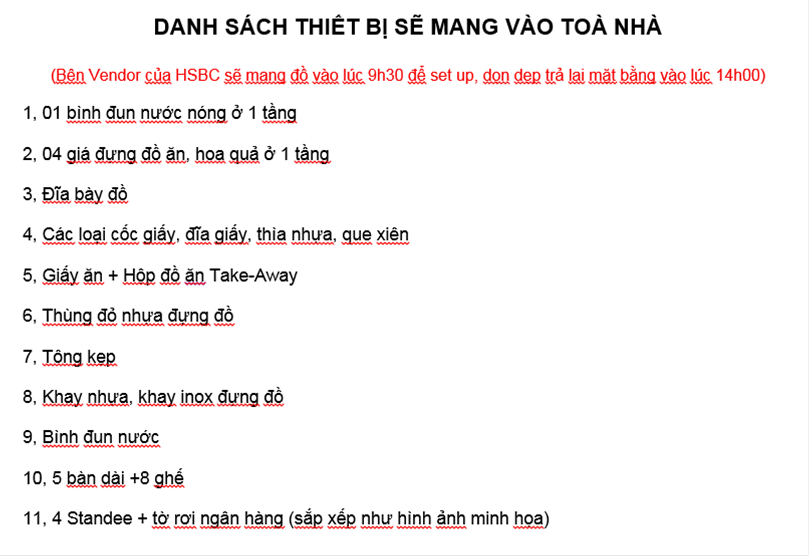 DANH SÁCH THIẾT BỊ SẼ MANG VÀO TOÀ NHÀ
(Bên Vendor của HSBC sẽ mang đồ vào lúc 9h30 để set up, dọn dẹp trả lại mặt bằng vào lúc 14h00)
1, 01 bình đun nước nóng ở 1 tầng
2, 04 giá đựng đồ ăn, hoa quả ở 1 tầng
3, Đĩa bày đồ
4, Các loại cốc giấy, đĩa giấy, thìa nhựa, que xiên
5, Giấy ăn + Hộp đồ ăn Take-Away
6, Thùng đỏ nhựa đựng đồ
7, Tông kẹp
8, Khay nhựa, khay inox đựng đồ
9, Bình đun nước
10, 5 bàn dài +8 ghế
11, 4 Standee + tờ rơi ngân hàng (sắp xếp như hình ảnh minh họa)